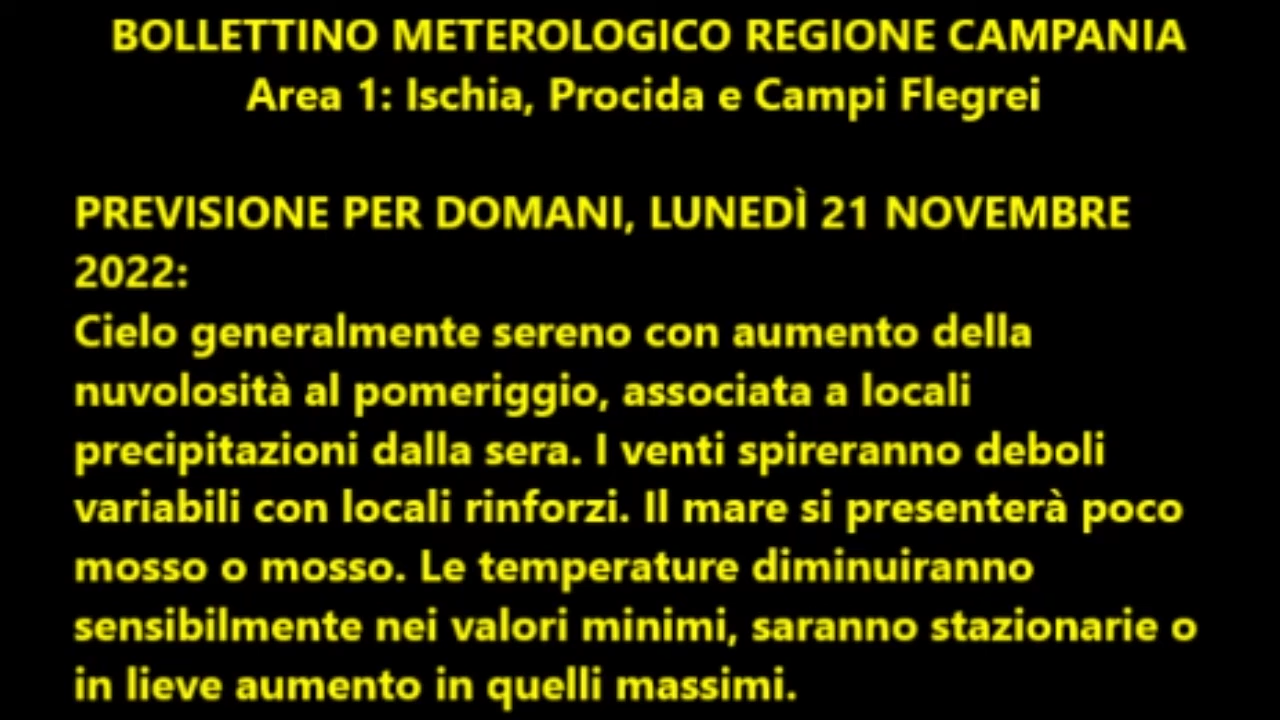 BOLLETTINO METEROLOGICO REGIONE CAMPANIA
Area 1: Ischia, Procida e Campi Flegrei
PREVISIONE PER DOMANI, LUNEDÌ 21 NOVEMBRE
2022:
Cielo generalmente sereno con aumento della
nuvolosità al pomeriggio, associata a locali
precipitazioni dalla sera. I venti spireranno deboli
variabili con locali rinforzi. Il mare si presenterà poco
mosso o mosso. Le temperature diminuiranno
sensibilmente nei valori minimi, saranno stazionarie o
in lieve aumento in quelli massimi.